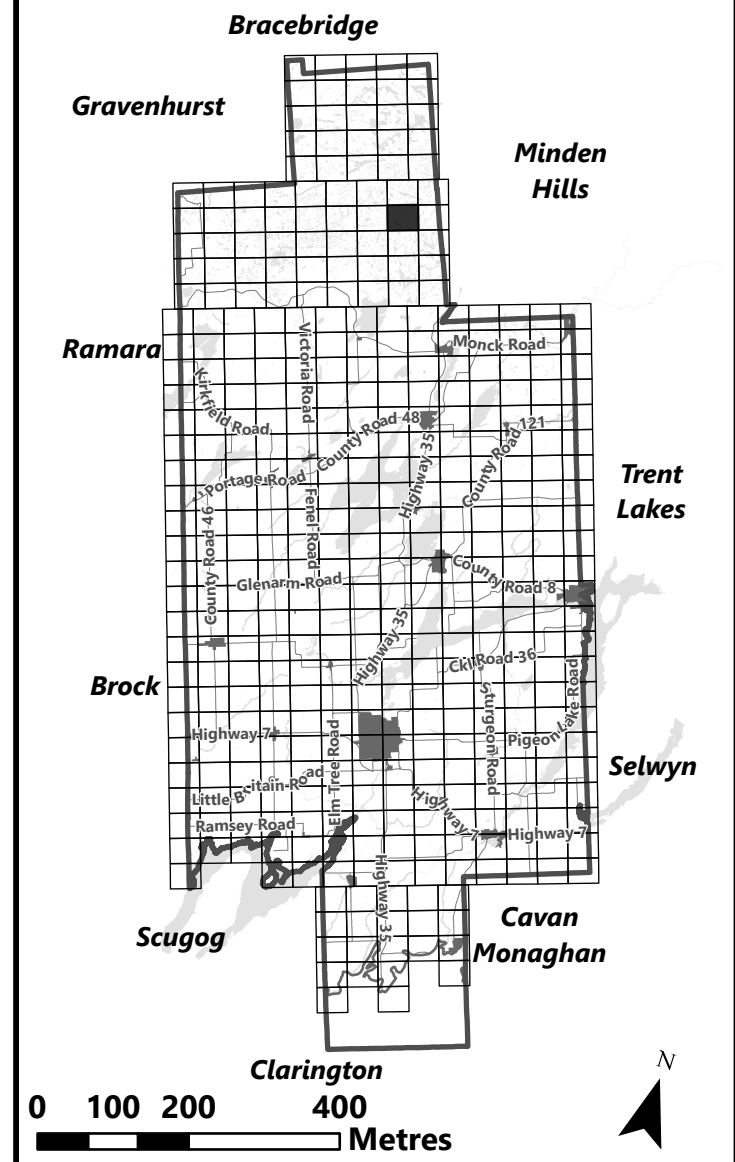 Bracebridge
Gravenhurst
Minden
Hills
Ramara
Monck Road
Victoria Road
Kirkfield Road
County Road 48
County Road 121
Highway 35
Portage Road
Fenel Road
County Road 46
Trent
Lakes
Glenarm Road
County Road 8
Highway 35
Ckl Road 36
Brock
Sturgeon Road
Pigeon Lake Road
Highway 7
Elm Tree Road
Selwyn
Little Britain Road
Ramsey Road
Highway 7
Highway 7
Highway 35
Scugog
Cavan
Monaghan
Clarington
N
0 100 200 400
Metres